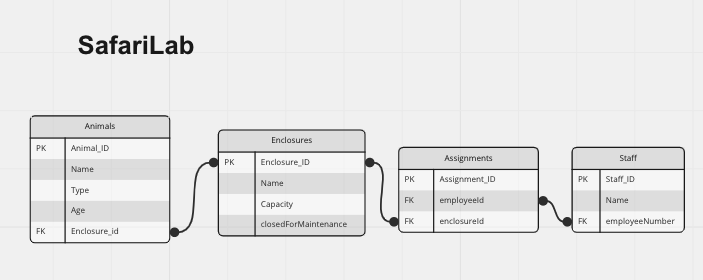 SafariLab
Animals
PK Animal_ID
Name
Type
Age
FK Enclosure_id
Enclosures
PK Enclosure_ID
Name
Capacity
closedForMaintenance
Assignments
PK Assignment_ID
FK employeeId
FK enclosureId
Staff
PK Staff_ID
Name
FK employeeNumber